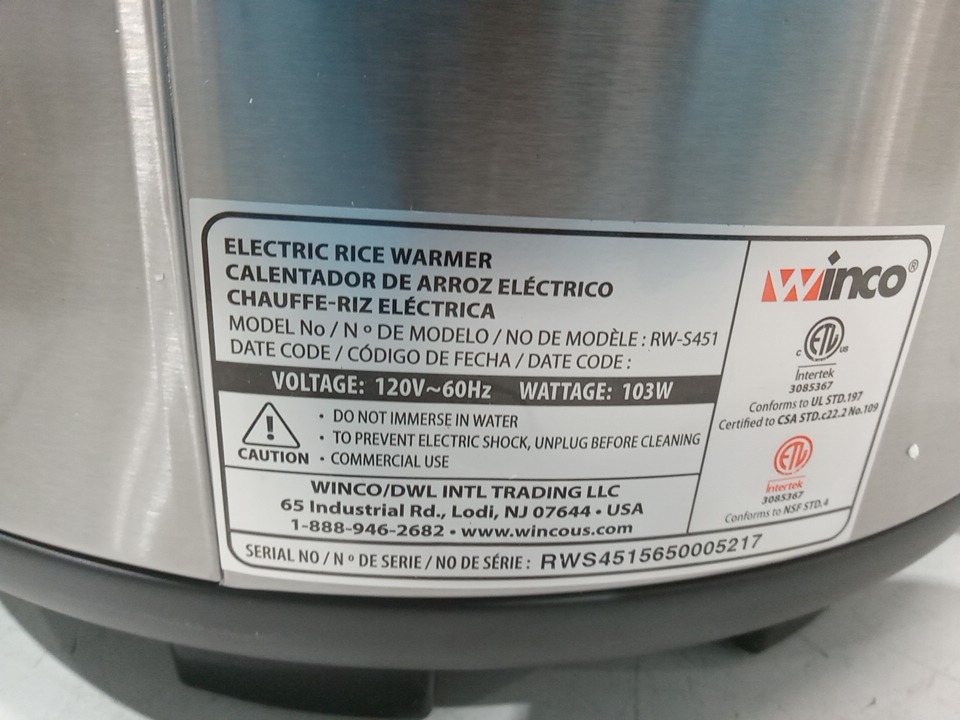 ELECTRIC RICE WARMER
CALENTADOR DE ARROZ ELÉCTRICO
CHAUFFE-RIZ ELÉCTRICA
MODEL No / N º DE MODELO / NO DE MODÈLE : RW-S451
DATE CODE / CÓDIGO DE FECHA / DATE CODE :
VOLTAGE: 120V~60Hz WATTAGE: 103W
! CAUTION
• DO NOT IMMERSE IN WATER
• TO PREVENT ELECTRIC SHOCK, UNPLUG BEFORE CLEANING
• COMMERCIAL USE
WINCO/DWL INTL TRADING LLC
65 Industrial Rd., Lodi, NJ 07644 • USA
1-888-946-2682 • www.wincous.com
SERIAL NO / N º DE SERIE / NO DE SÉRIE : RWS4515650005217
WINCO®
C ETL US
Intertek
3085367
Conforms to UL STD.197
Certified to CSA STD.c22.2 No.109
ETL
Intertek
3085367
Conforms to NSF STD.4